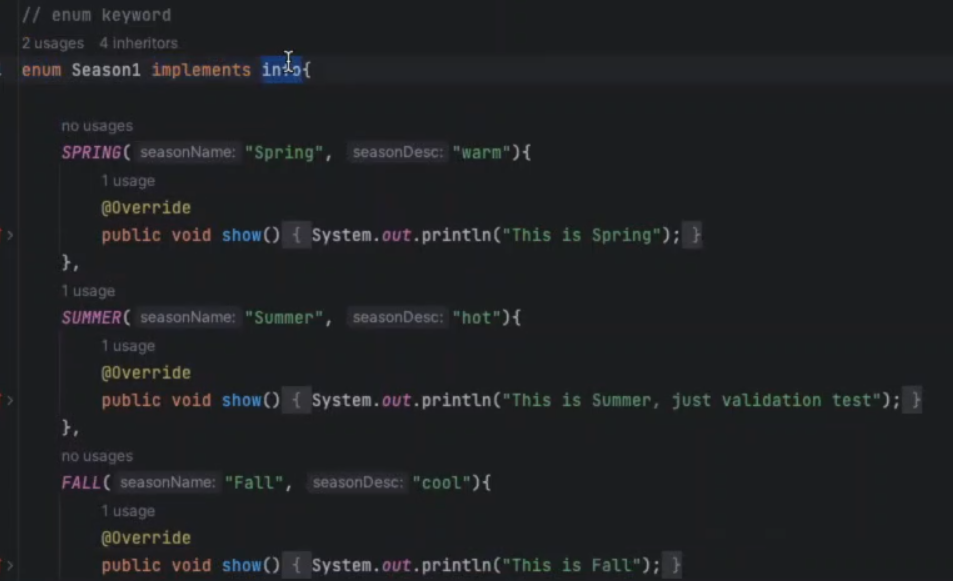 // enum keyword
2 usages   4 inheritors
enum Season1 implements info{
no usages
SPRING( seasonName: "Spring",  seasonDesc: "warm"){
1 usage
@Override
public void show() { System.out.println("This is Spring"); }
},
1 usage
SUMMER( seasonName: "Summer",  seasonDesc: "hot"){
1 usage
@Override
public void show() { System.out.println("This is Summer, just validation test"); }
},
no usages
FALL( seasonName: "Fall",  seasonDesc: "cool"){
1 usage
@Override
public void show() { System.out.println("This is Fall"); }